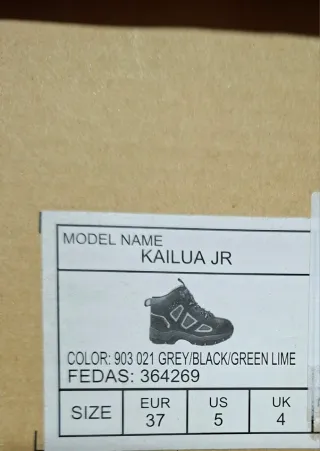 MODEL NAME
KAILUA JR
COLOR: 903 021 GREY/BLACK/GREEN LIME
FEDAS: 364269
SIZE EUR US UK
37 5 4